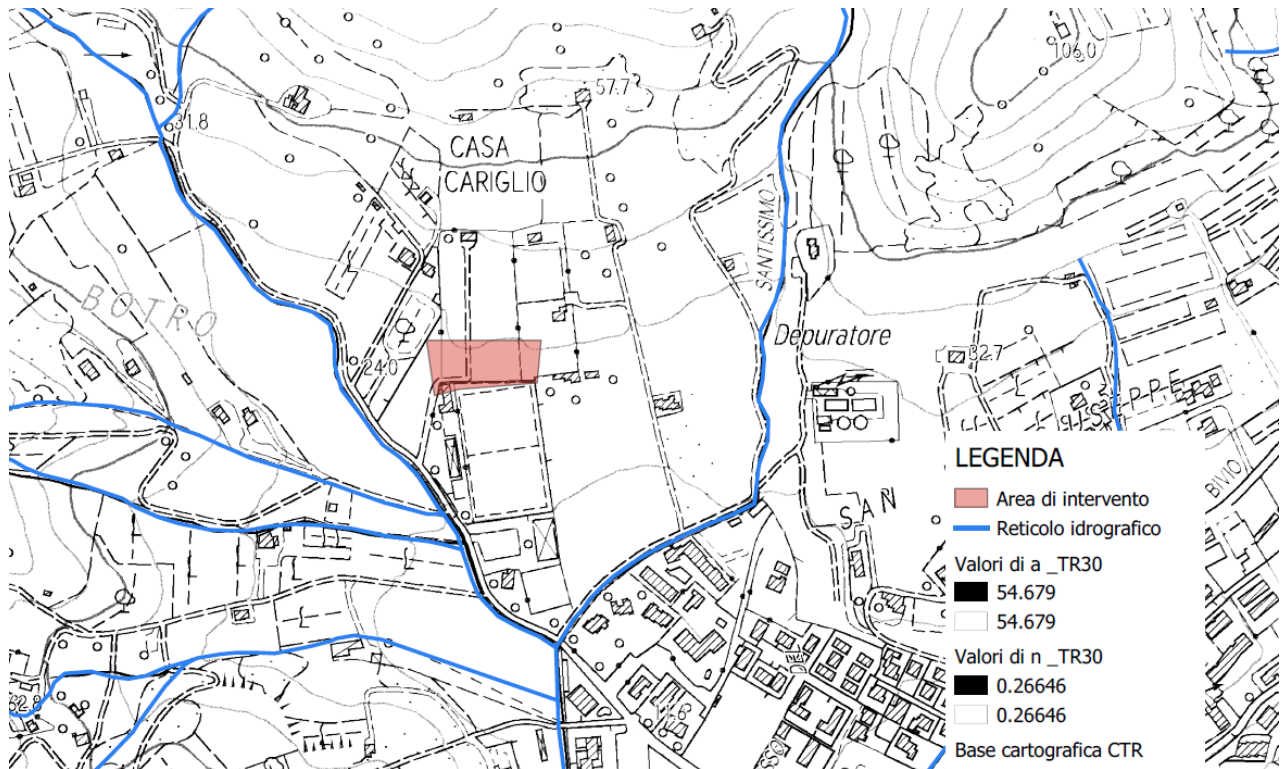 106.0
57.7
31.8
CASA
CARIGLIO
SANTISSIMO
BOTRO
Depuratore
32.7
24.0
LEGENDA
Area di intervento
Reticolo idrografico
SAN
BIVIO
Valori di a _TR30
54.679
54.679
Valori di n _TR30
0.26646
0.26646
Base cartografica CTR